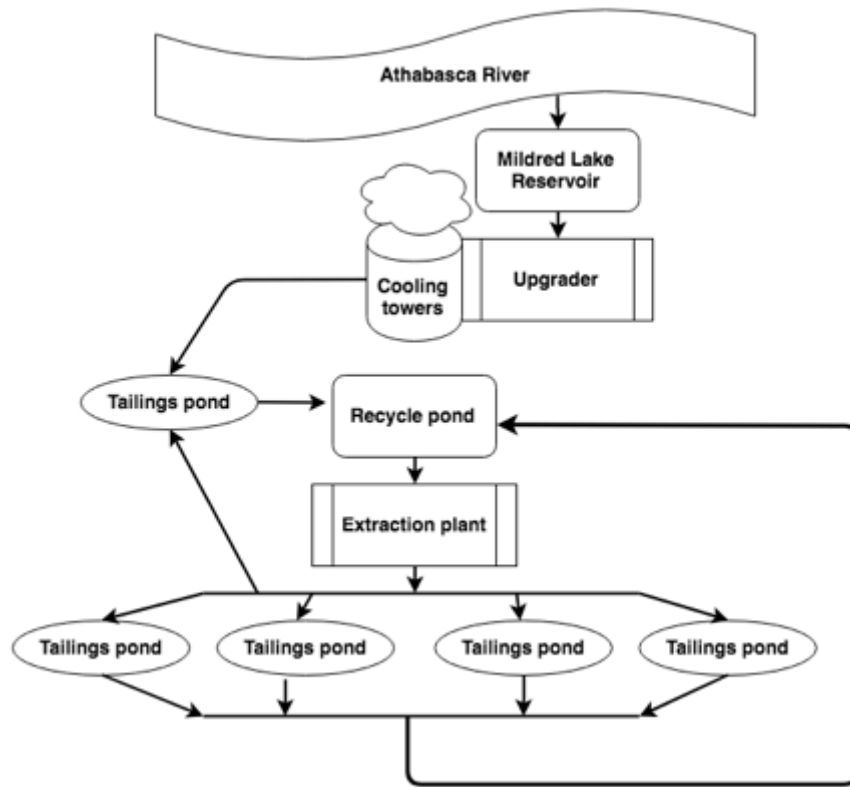 Athabasca River
Mildred Lake
Reservoir
Cooling
towers
Upgrader
Tailings pond
Recycle pond
Extraction plant
Tailings pond
Tailings pond
Tailings pond
Tailings pond